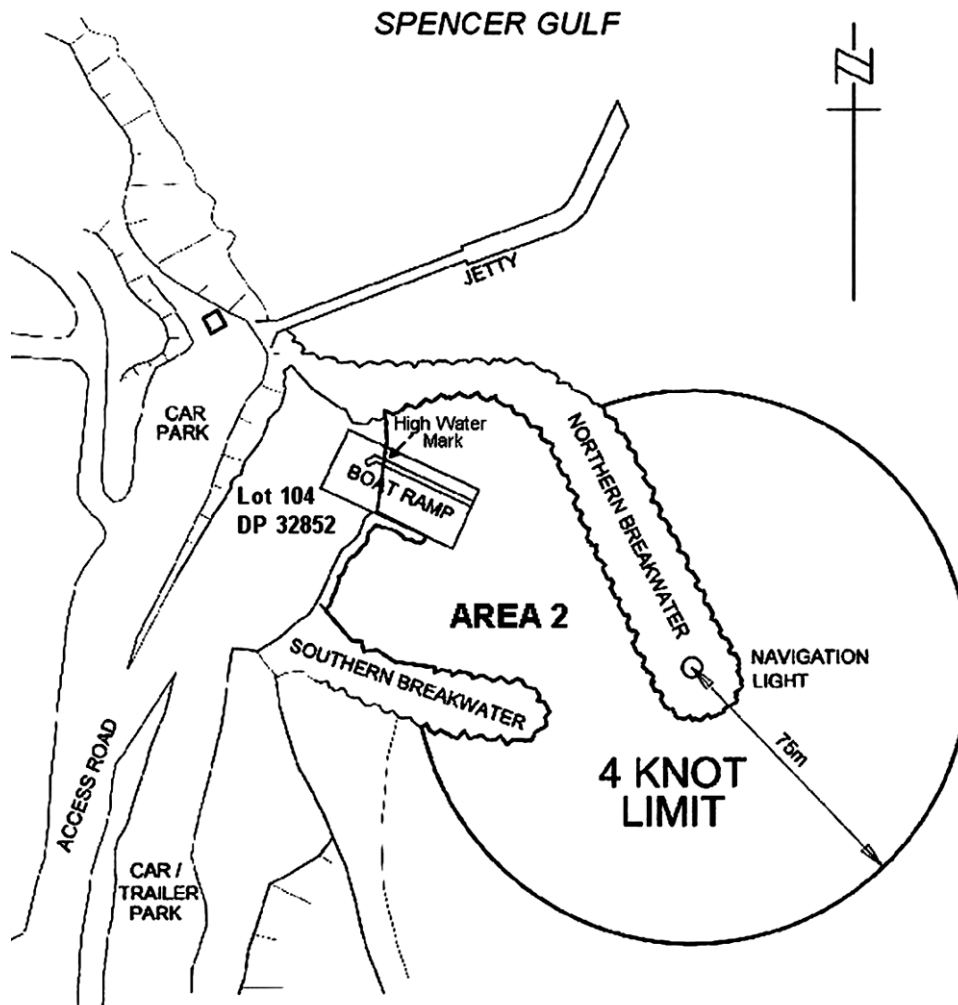 SPENCER GULF
N
JETTY
CAR
PARK
High Water
Mark
BOAT RAMP
Lot 104
DP 32852
NORTHERN BREAKWATER
AREA 2
SOUTHERN BREAKWATER
NAVIGATION
LIGHT
75m
4 KNOT
LIMIT
ACCESS ROAD
CAR /
TRAILER
PARK